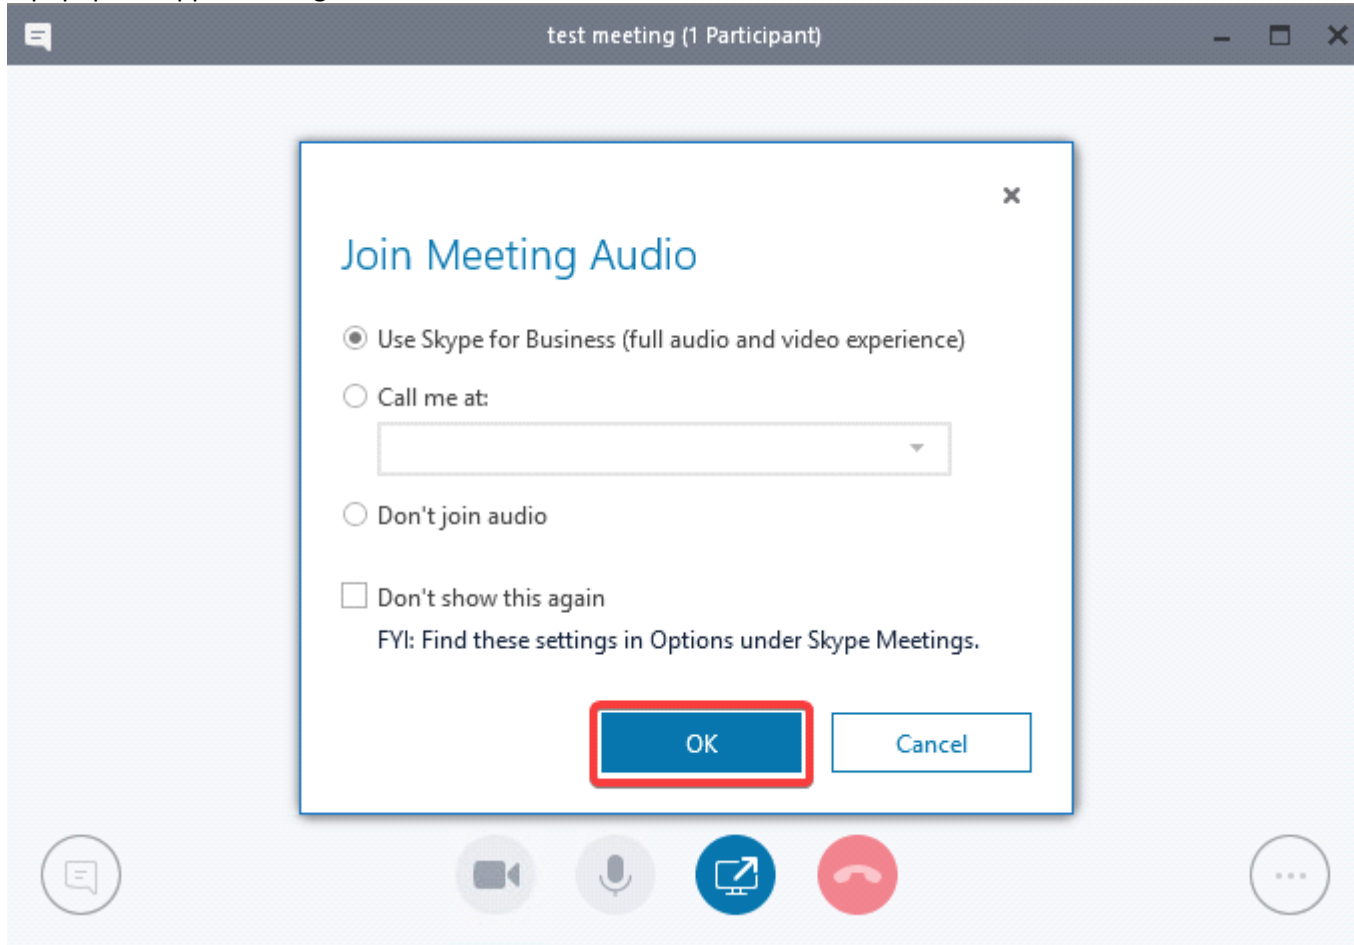 test meeting (1 Participant)
Join Meeting Audio
Use Skype for Business (full audio and video experience)
Call me at:
Don't join audio
Don't show this again
FYI: Find these settings in Options under Skype Meetings.
OK
Cancel